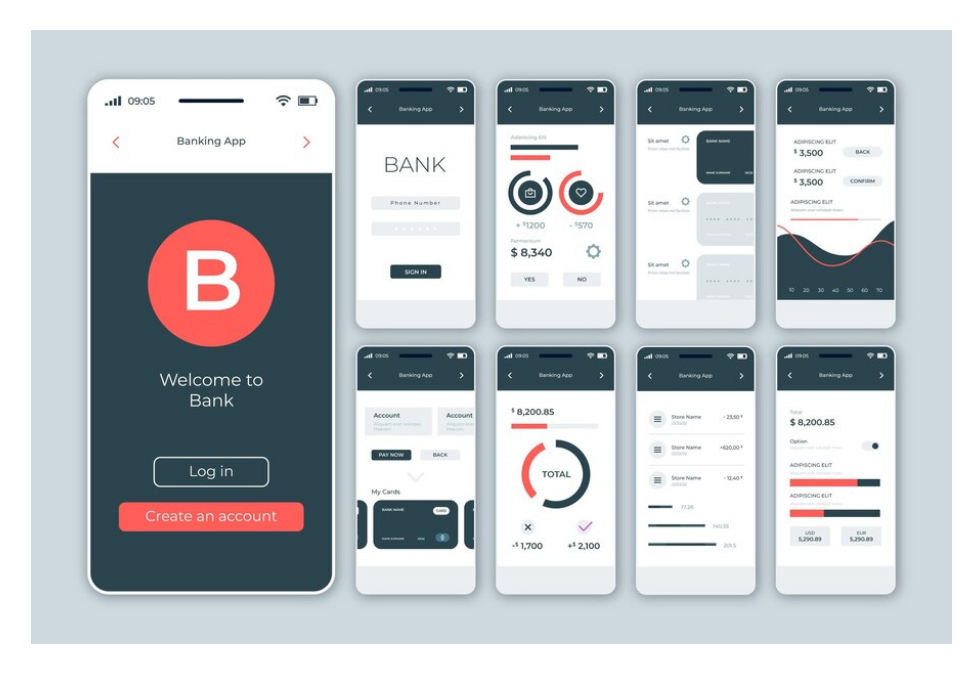 09:05
Banking App
B
Welcome to
Bank
Log in
Create an account
09:05
Banking App
BANK
Phone Number
SIGN IN
09:05
Banking App
Adipiscing Elit
+ $1200
- $570
Fermentum
$ 8,340
YES
NO
09:05
Banking App
Sit amet
BANK NAME
Sit amet
Sit amet
09:05
Banking App
ADIPISCING ELIT
$ 3,500
BACK
ADIPISCING ELIT
$ 3,500
CONFIRM
ADIPISCING ELIT
10 20 30 40 50 60 70
09:05
Banking App
Account
Account
PAY NOW
BACK
My Cards
BANK NAME
CARD
09:05
Banking App
$ 8,200.85
TOTAL
-$ 1,700
+$ 2,100
09:05
Banking App
Store Name
- 23,50 $
Store Name
+620,00 $
Store Name
- 12,40 $
17.28
09:05
Banking App
Total
$ 8,200.85
Option
ADIPISCING ELIT
ADIPISCING ELIT
USD
5,290.89
EUR
5,290.89